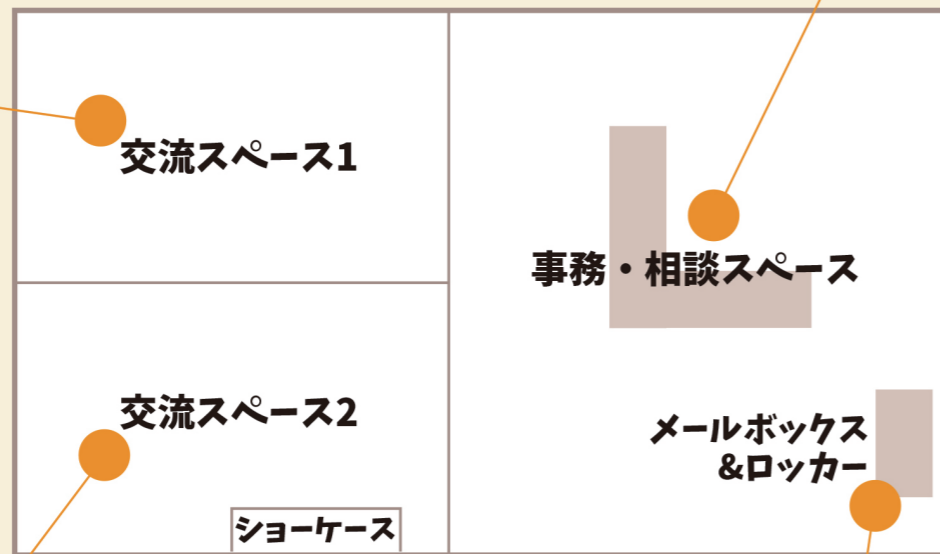 交流スペース1
事務・相談スペース
交流スペース2
メールボックス
&ロッカー
ショーケース